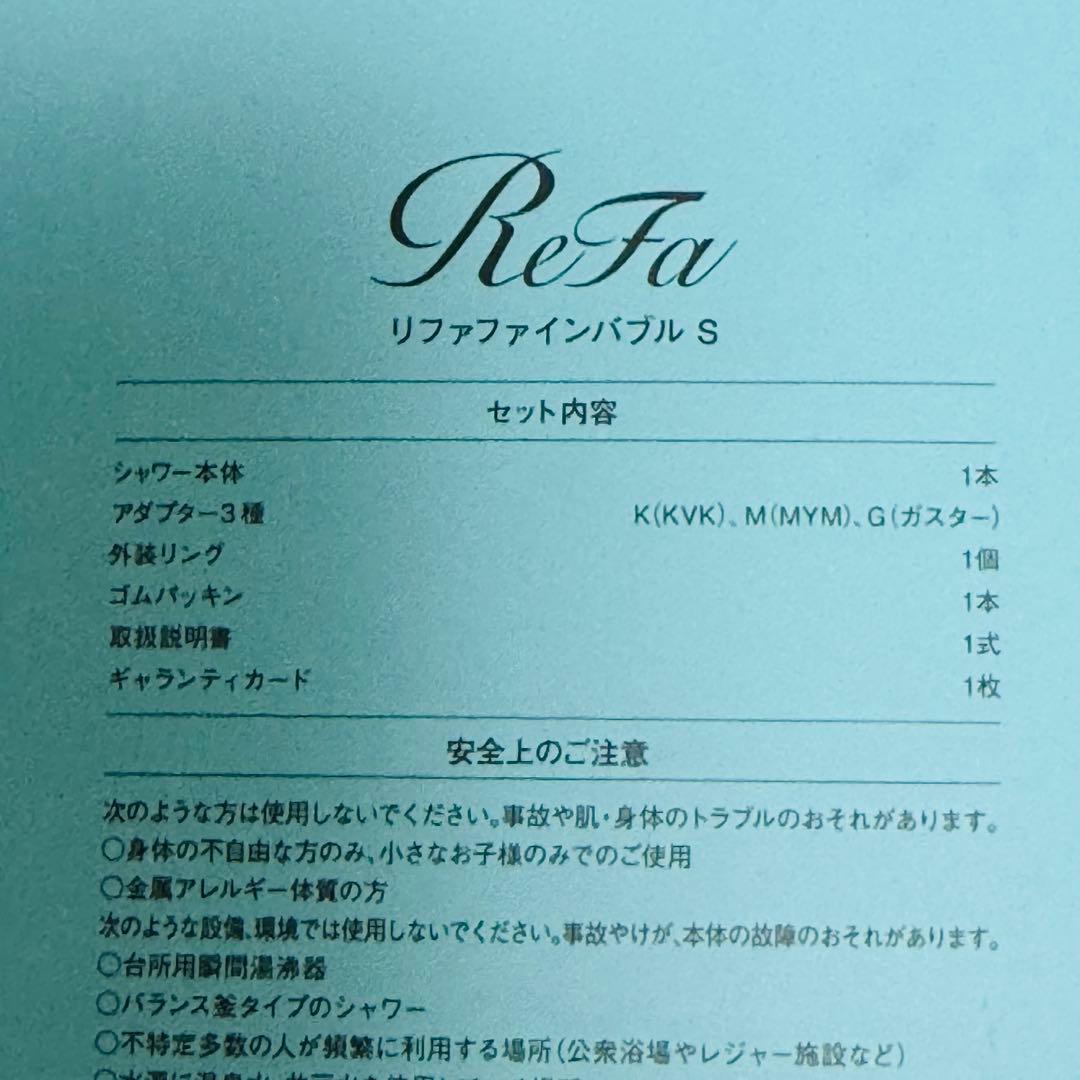 ReFa
リファファインバブル S
セット内容
シャワー本体 1本
アダプター3種 K(KVK)、M(MYM)、G(ガスター)
外装リング 1個
ゴムパッキン 1本
取扱説明書 1式
ギャランティカード 1枚
安全上のご注意
次のような方は使用しないでください。事故や肌・身体のトラブルのおそれがあります。
○身体の不自由な方のみ、小さなお子様のみでのご使用
○金属アレルギー体質の方
次のような設備、環境では使用しないでください。事故やけが、本体の故障のおそれがあります。
○台所用瞬間湯沸器
○バランス釜タイプのシャワー
○不特定多数の人が頻繁に利用する場所(公衆浴場やレジャー施設など)